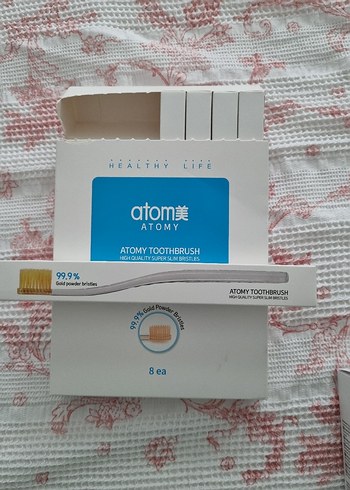 HEALTHY LIFE
atom美
ATOMY
ATOMY TOOTHBRUSH
HIGH QUALITY SUPER SLIM BRISTLES
99.9%
Gold powder bristles
ATOMY TOOTHBRUSH
HIGH QUALITY SUPER SLIM BRISTLES
99.9% Gold Powder Bristles
8 ea